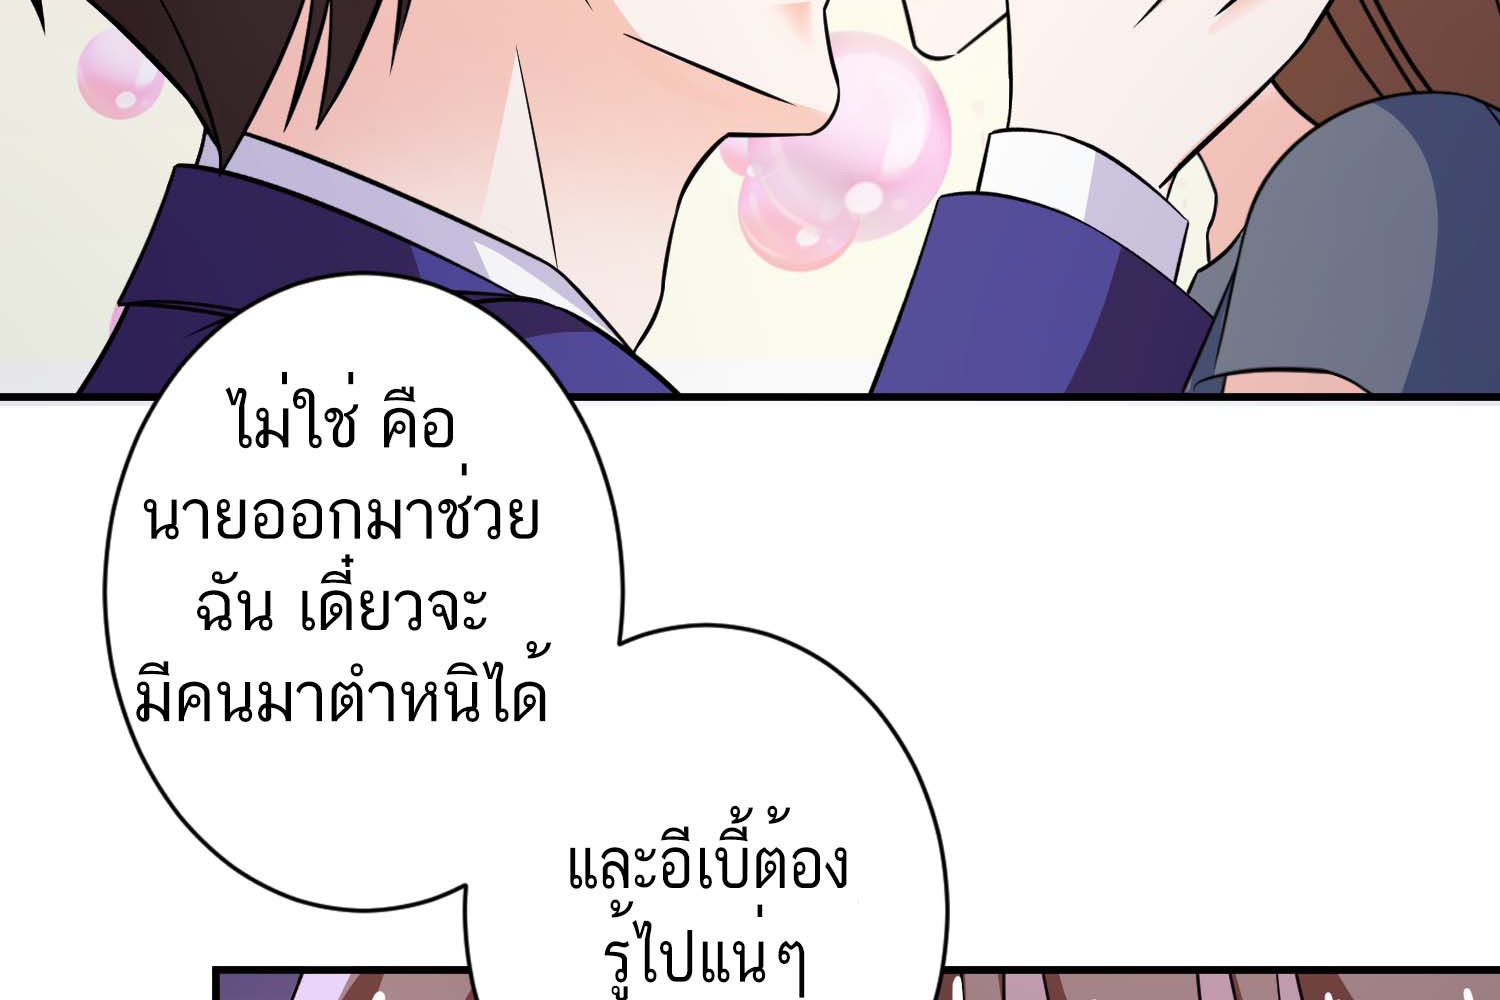 ไม่ใช่ คือ
นายออกมาช่วย
ฉัน เดี๋ยวจะ
มีคนมาตำหนิได้
และอีเบี้ต้อง
รู้ไปแน่ๆ